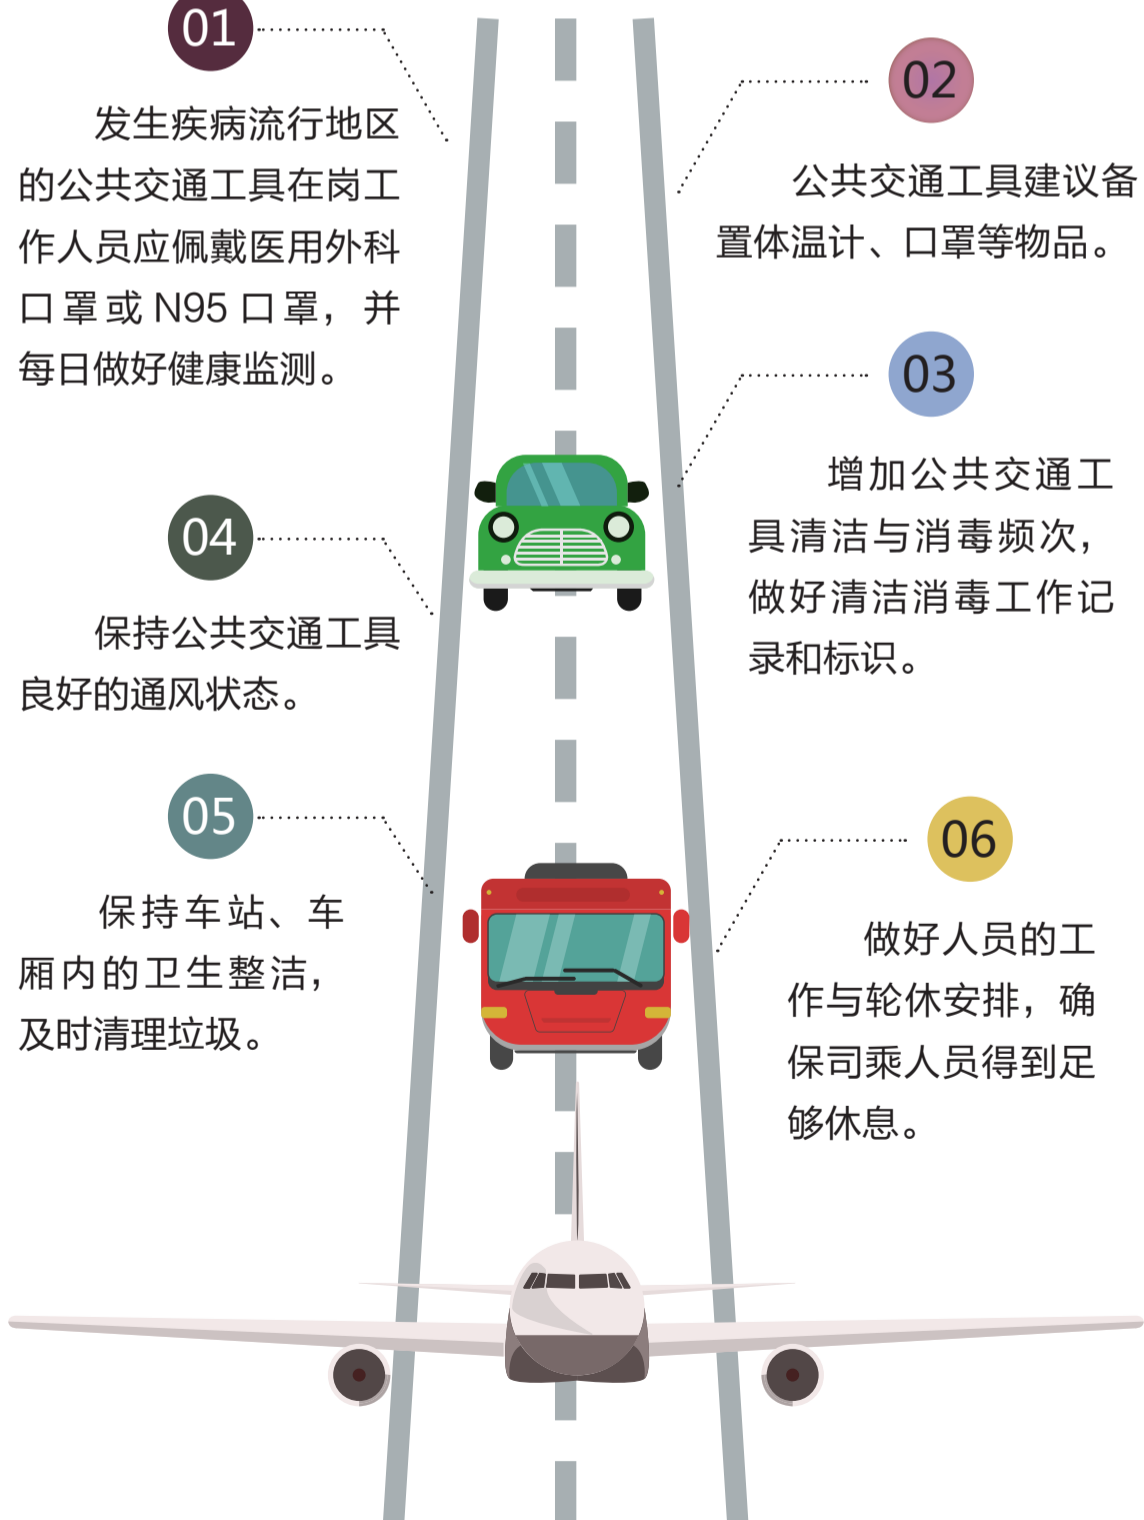 01
发生疾病流行地区
的公共交通工具在岗工
作人员应佩戴医用外科
口罩或 N95 口罩，并
每日做好健康监测。
02
公共交通工具建议备
置体温计、口罩等物品。
03
增加公共交通工
具清洁与消毒频次，
做好清洁消毒工作记
录和标识。
04
保持公共交通工具
良好的通风状态。
05
保持车站、车
厢内的卫生整洁，
及时清理垃圾。
06
做好人员的工
作与轮休安排，确
保司乘人员得到足
够休息。